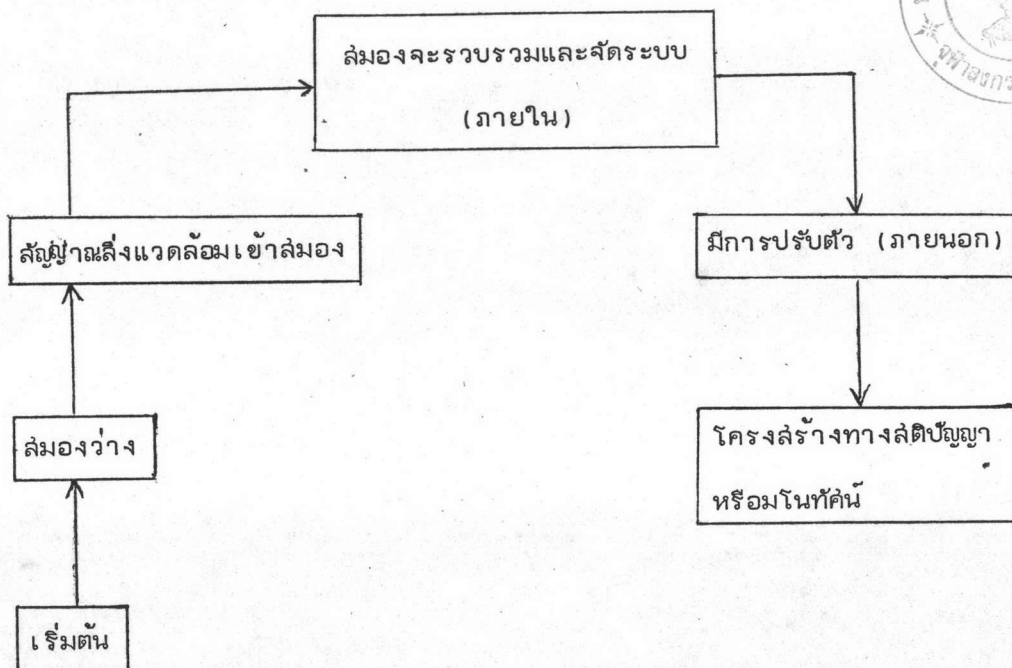 สมองจะรวบรวมและจัดระบบ
(ภายใน)
สัญญาณสิ่งแวดล้อมเข้าสมอง
มีการปรับตัว (ภายนอก)
สมองว่าง
โครงสร้างทางสติปัญญา
หรือมโนทัศน์
เริ่มต้น